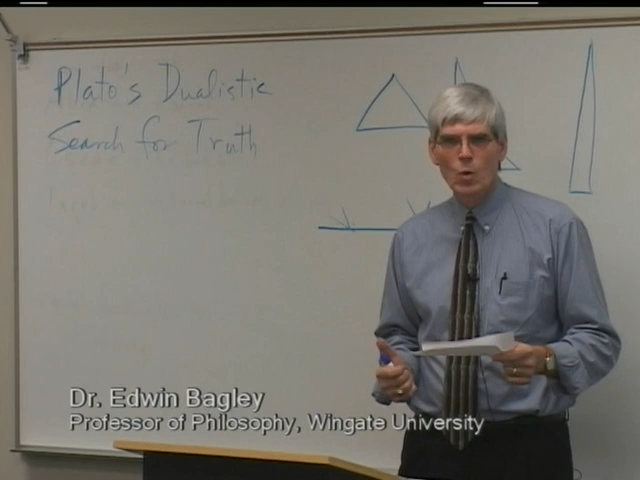 Plato's Dualistic
Search for Truth
Dr. Edwin Bagley
Professor of Philosophy, Wingate University